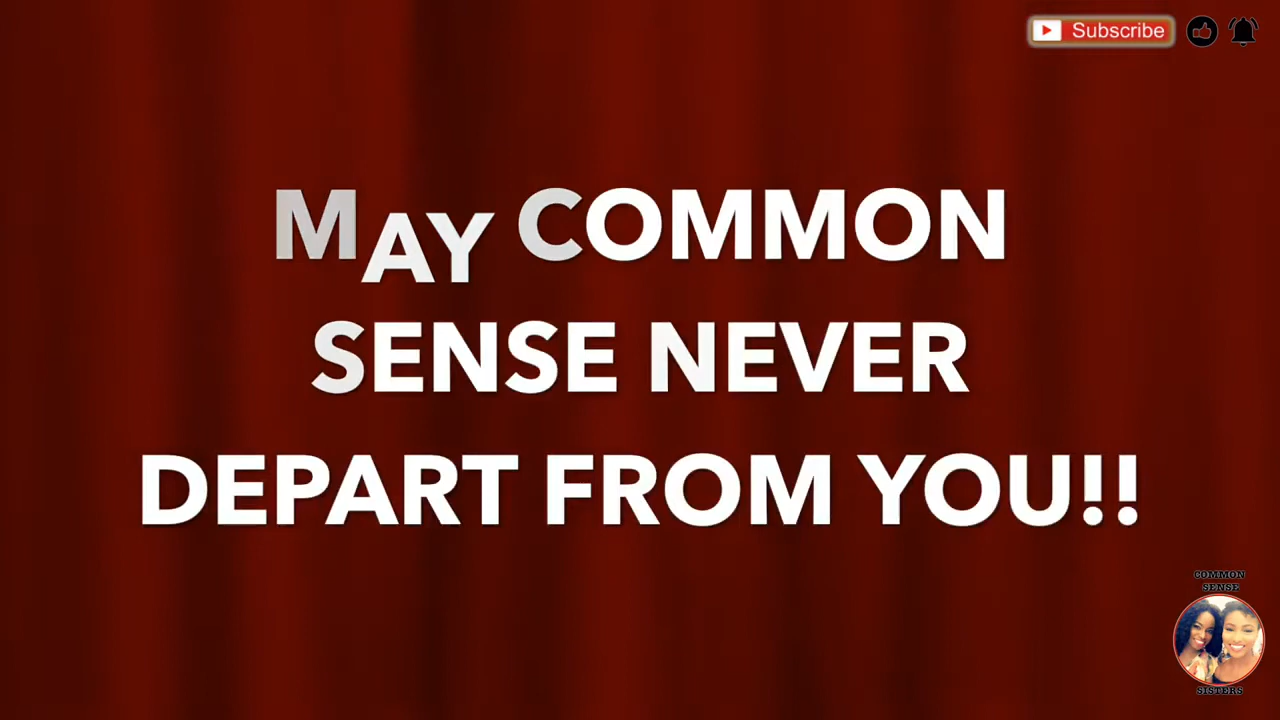 Subscribe
MAY COMMON
SENSE NEVER
DEPART FROM YOU!!
COMMON
SENSE
SISTERS